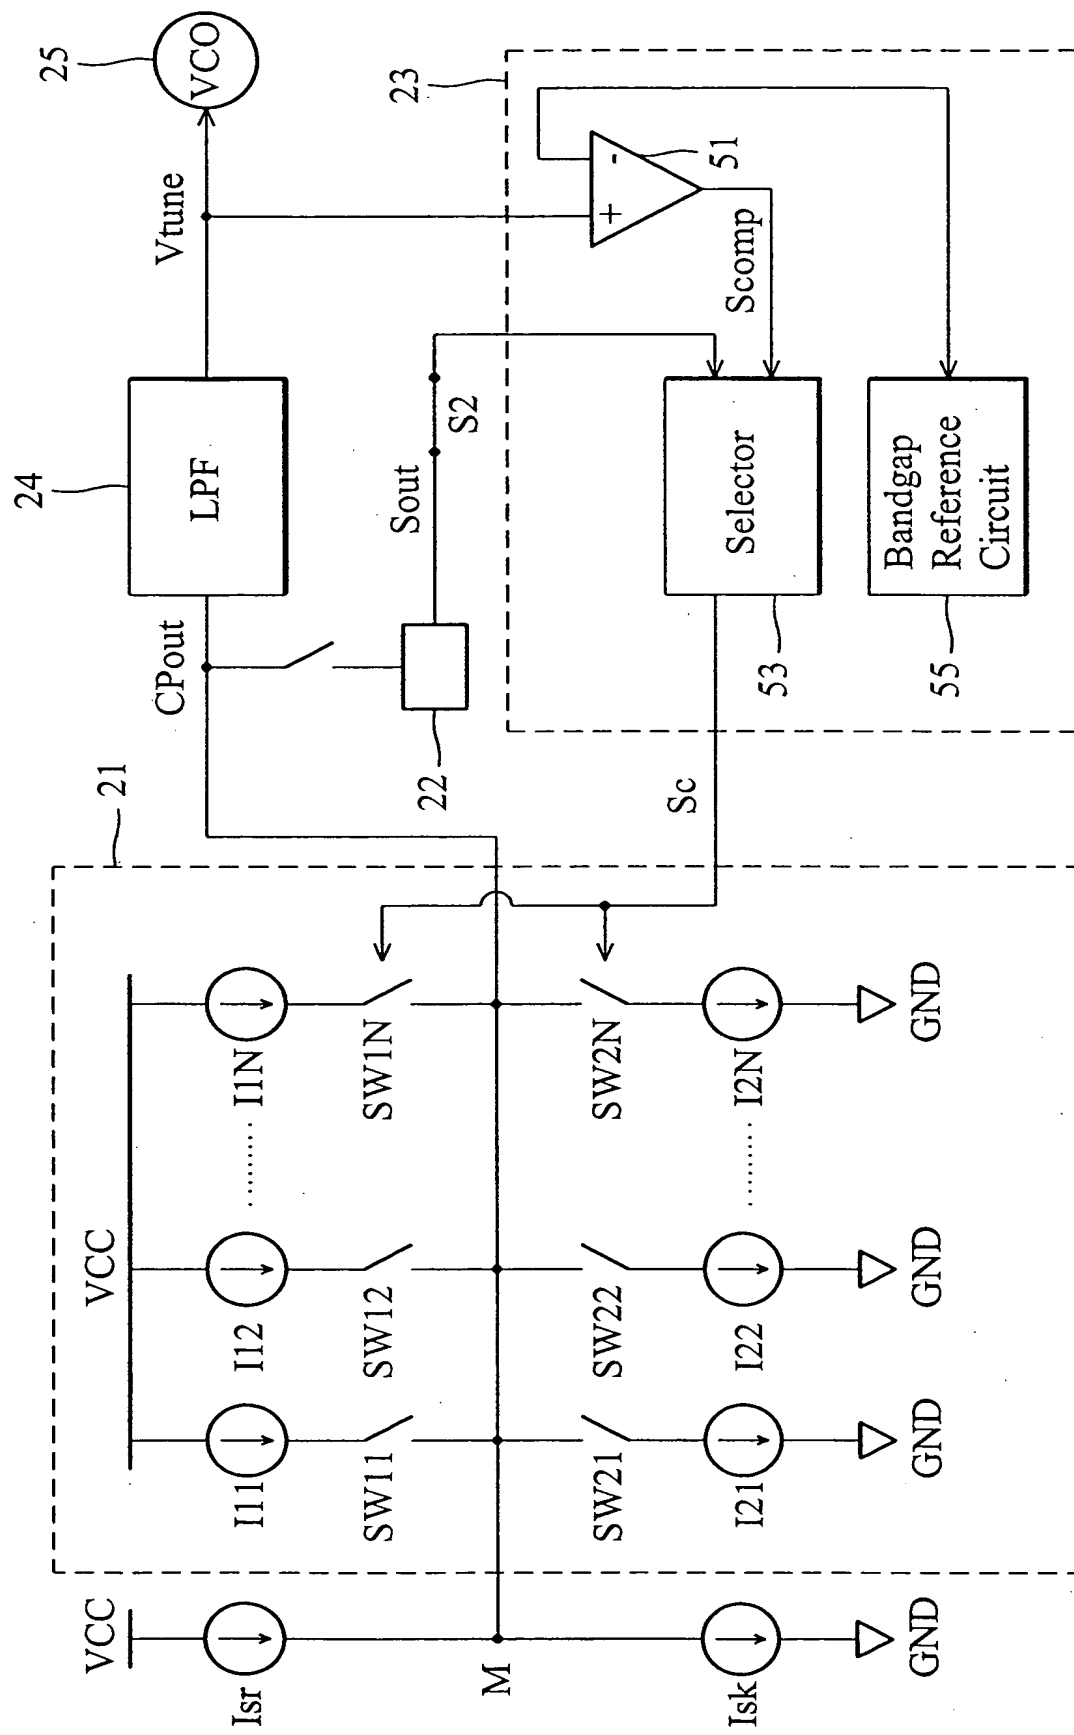 VCC
Isr
M
Isk
GND
21
VCC
I11
I12
I1N
SW11
SW12
SW1N
SW21
SW22
SW2N
I21
I22
I2N
GND
GND
GND
CPout
24
LPF
Vtune
25
VCO
22
Sout
S2
23
Sc
+
-
51
Scomp
Selector
53
Bandgap
Reference
Circuit
55